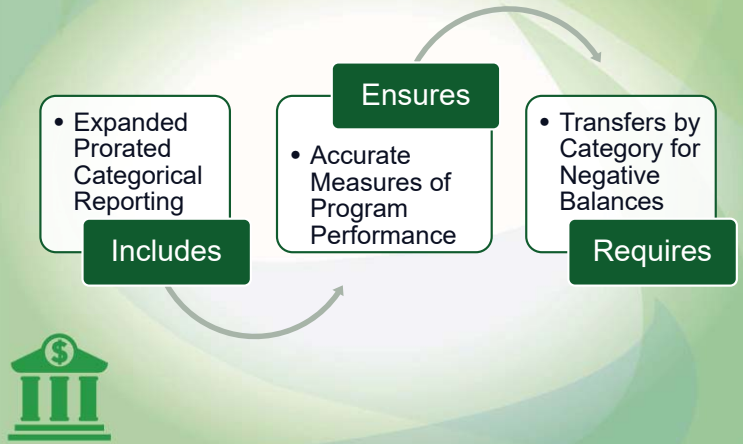 • Expanded
Prorated
Categorical
Reporting
Includes
Ensures
• Accurate
Measures of
Program
Performance
• Transfers by
Category for
Negative
Balances
Requires
$